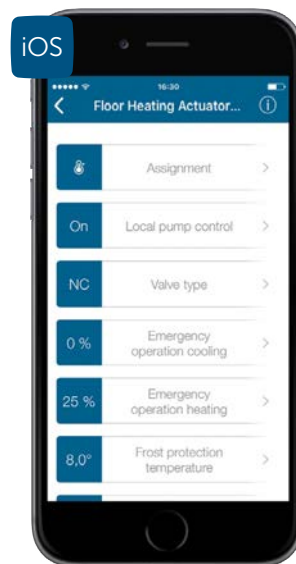 iOS
16:30
Floor Heating Actuator...
Assignment
On
Local pump control
NC
Valve type
0 %
Emergency
operation cooling
25 %
Emergency
operation heating
8,0°
Frost protection
temperature